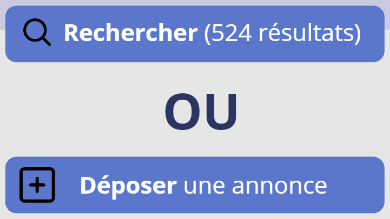 Rechercher (524 résultats)
OU
Déposer une annonce